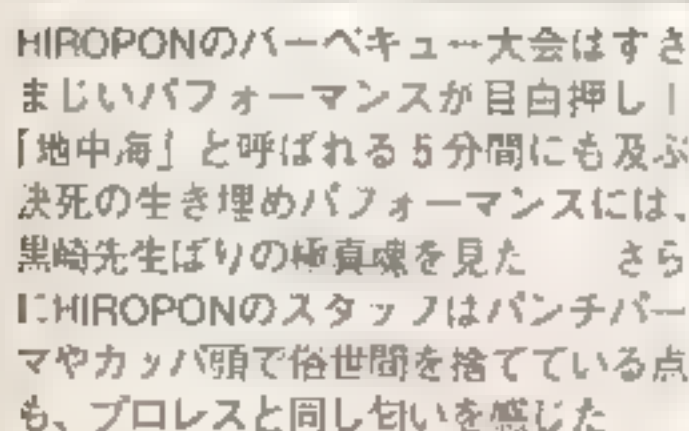 HIROPONのバーベキュー大会はすさ
まじいパフォーマンスが目白押し！
「地中海」と呼ばれる5分間にも及ぶ
決死の生き埋めパフォーマンスには、
黒崎先生ばりの極真魂を見た　　さら
にHIROPONのスタッフはパンチパー
マやカッパ頭で俗世間を捨てている点
も、プロレスと同じ匂いを感じた